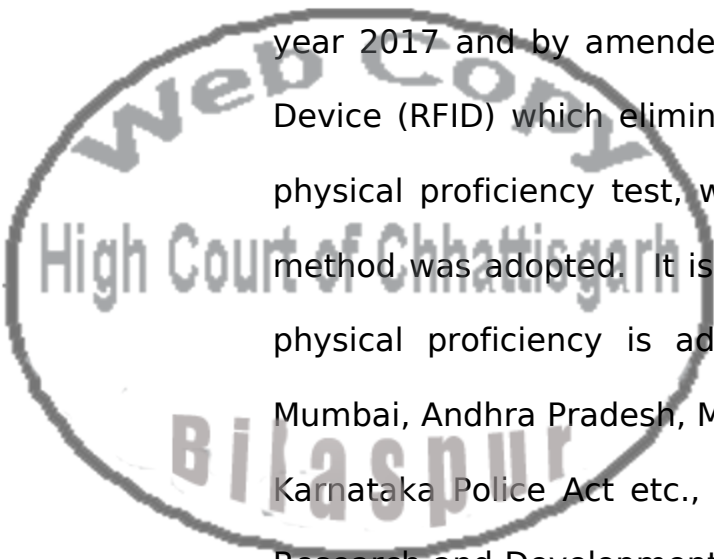 Web Copy
High Court of Chhattisgarh
Bilaspur
year 2017 and by amende
Device (RFID) which elimin
physical proficiency test, w
method was adopted. It is
physical proficiency is ad
Mumbai, Andhra Pradesh, M
Karnataka Police Act etc.,